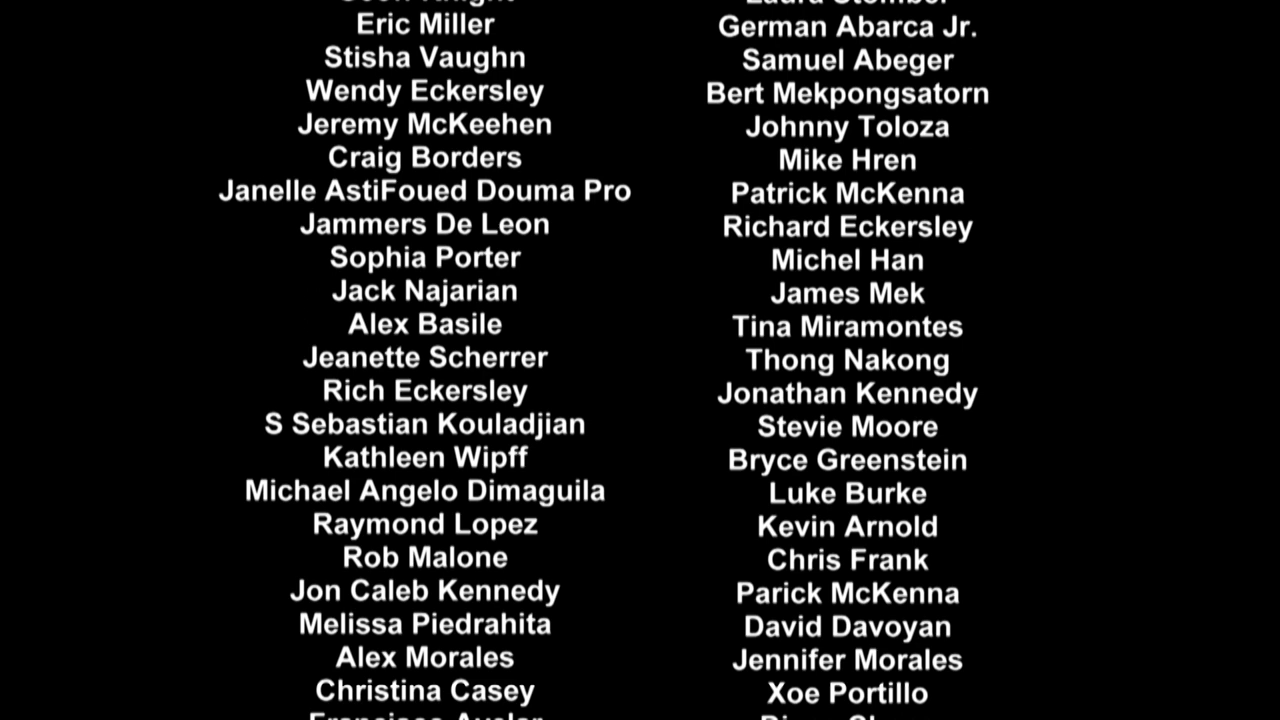 Eric Miller
Stisha Vaughn
Wendy Eckersley
Jeremy McKeehen
Craig Borders
Janelle AstiFoued Douma Pro
Jammers De Leon
Sophia Porter
Jack Najarian
Alex Basile
Jeanette Scherrer
Rich Eckersley
S Sebastian Kouladjian
Kathleen Wipff
Michael Angelo Dimaguila
Raymond Lopez
Rob Malone
Jon Caleb Kennedy
Melissa Piedrahita
Alex Morales
Christina Casey
German Abarca Jr.
Samuel Abeger
Bert Mekpongsatorn
Johnny Toloza
Mike Hren
Patrick McKenna
Richard Eckersley
Michel Han
James Mek
Tina Miramontes
Thong Nakong
Jonathan Kennedy
Stevie Moore
Bryce Greenstein
Luke Burke
Kevin Arnold
Chris Frank
Parick McKenna
David Davoyan
Jennifer Morales
Xoe Portillo